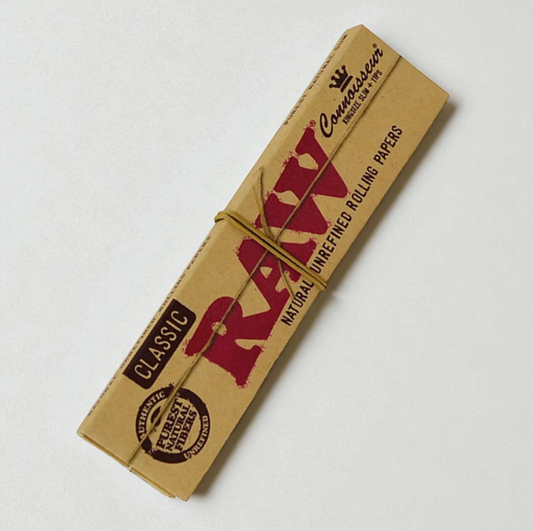 Connoisseur®
KINGSIZE SLIM + TIPS
RAW®
NATURAL UNREFINED ROLLING PAPERS
CLASSIC
AUTHENTIC
PUREST
NATURAL
FIBERS
UNREFINED